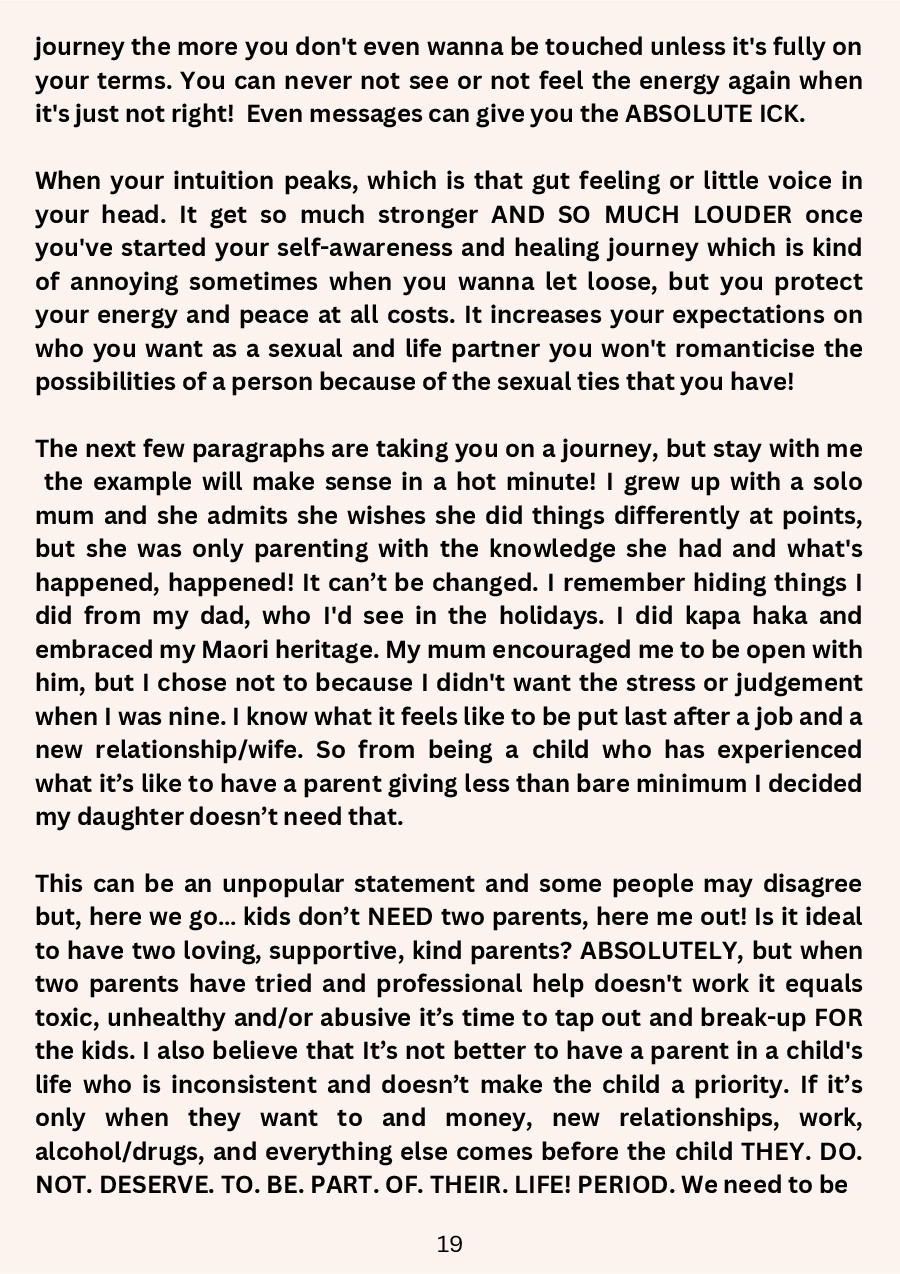 journey the more you don't even wanna be touched unless it's fully on
your terms. You can never not see or not feel the energy again when
it's just not right!  Even messages can give you the ABSOLUTE ICK.
When your intuition peaks, which is that gut feeling or little voice in
your head. It get so much stronger AND SO MUCH LOUDER once
you've started your self-awareness and healing journey which is kind
of annoying sometimes when you wanna let loose, but you protect
your energy and peace at all costs. It increases your expectations on
who you want as a sexual and life partner you won't romanticise the
possibilities of a person because of the sexual ties that you have!
The next few paragraphs are taking you on a journey, but stay with me
the example will make sense in a hot minute! I grew up with a solo
mum and she admits she wishes she did things differently at points,
but she was only parenting with the knowledge she had and what's
happened, happened! It can’t be changed. I remember hiding things I
did from my dad, who I'd see in the holidays. I did kapa haka and
embraced my Maori heritage. My mum encouraged me to be open with
him, but I chose not to because I didn't want the stress or judgement
when I was nine. I know what it feels like to be put last after a job and a
new relationship/wife. So from being a child who has experienced
what it’s like to have a parent giving less than bare minimum I decided
my daughter doesn’t need that.
This can be an unpopular statement and some people may disagree
but, here we go... kids don’t NEED two parents, here me out! Is it ideal
to have two loving, supportive, kind parents? ABSOLUTELY, but when
two parents have tried and professional help doesn't work it equals
toxic, unhealthy and/or abusive it’s time to tap out and break-up FOR
the kids. I also believe that It’s not better to have a parent in a child's
life who is inconsistent and doesn’t make the child a priority. If it’s
only when they want to and money, new relationships, work,
alcohol/drugs, and everything else comes before the child THEY. DO.
NOT. DESERVE. TO. BE. PART. OF. THEIR. LIFE! PERIOD. We need to be
19